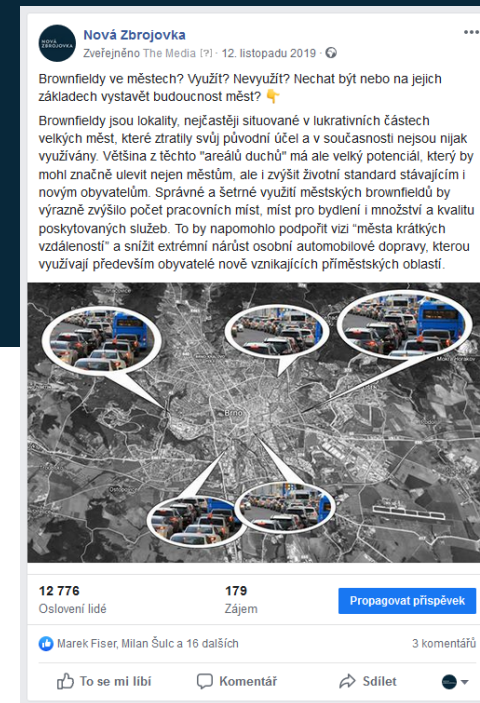 Nová Zbrojovka
Zveřejněno The Media [?] · 12. listopadu 2019 ·
Brownfieldy ve městech? Využít? Nevyužít? Nechat být nebo na jejich
základech vystavět budoucnost měst? 👇
Brownfieldy jsou lokality, nejčastěji situované v lukrativních částech
velkých měst, které ztratily svůj původní účel a v současnosti nejsou nijak
využívány. Většina z těchto "areálů duchů" má ale velký potenciál, který by
mohl značně ulevit nejen městům, ale i zvýšit životní standard stávajícím i
novým obyvatelům. Správné a šetrné využití městských brownfieldů by
výrazně zvýšilo počet pracovních míst, míst pro bydlení i množství a kvalitu
poskytovaných služeb. To by napomohlo podpořit vizi “města krátkých
vzdáleností” a snížit extrémní nárůst osobní automobilové dopravy, kterou
využívají především obyvatelé nově vznikajících příměstských oblastí.
Brno
12 776
Oslovení lidé
179
Zájem
Propagovat příspěvek
Marek Fiser, Milan Šulc a 16 dalších
3 komentářů
To se mi líbí
Komentář
Sdílet